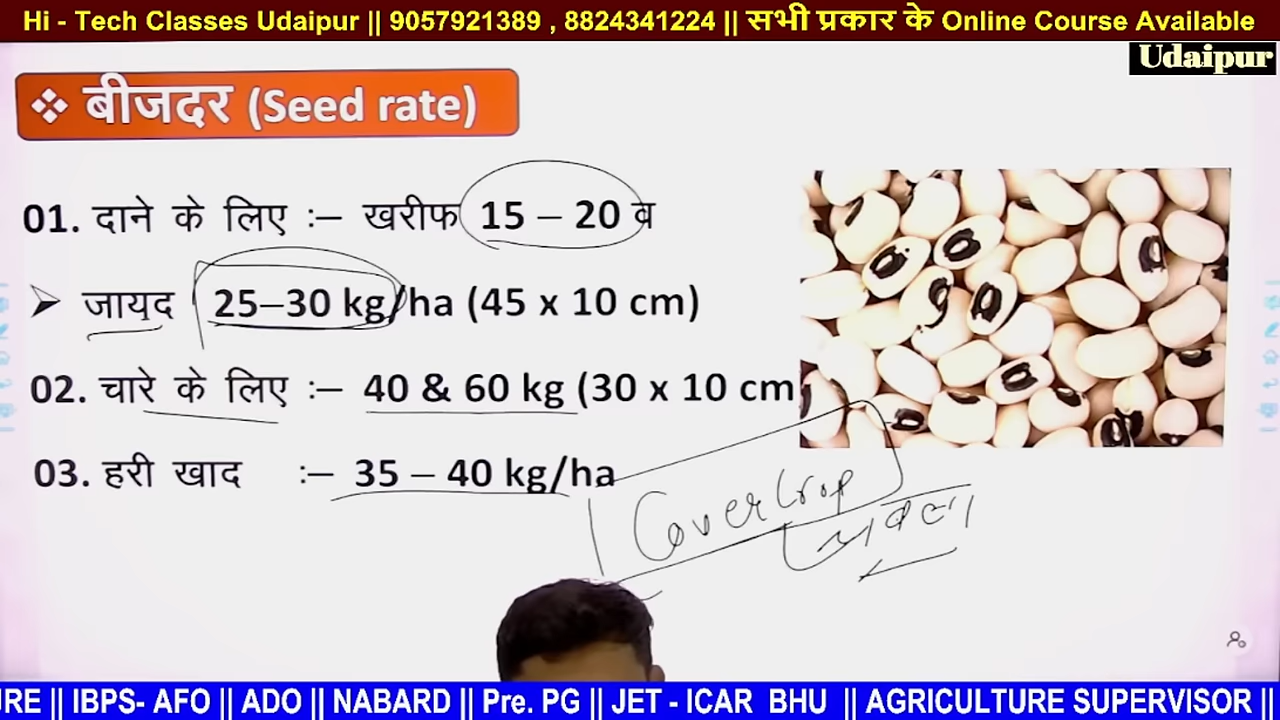 Hi - Tech Classes Udaipur || 9057921389 , 8824341224 || सभी प्रकार के Online Course Available
Udaipur
❖ बीजदर (Seed rate)
01. दाने के लिए :– खरीफ 15 – 20 व
➤ जायद 25–30 kg/ha (45 x 10 cm)
02. चारे के लिए :– 40 & 60 kg (30 x 10 cm
03. हरी खाद :– 35 – 40 kg/ha
Cover Crop
URE || IBPS- AFO || ADO || NABARD || Pre. PG || JET - ICAR BHU || AGRICULTURE SUPERVISOR ||